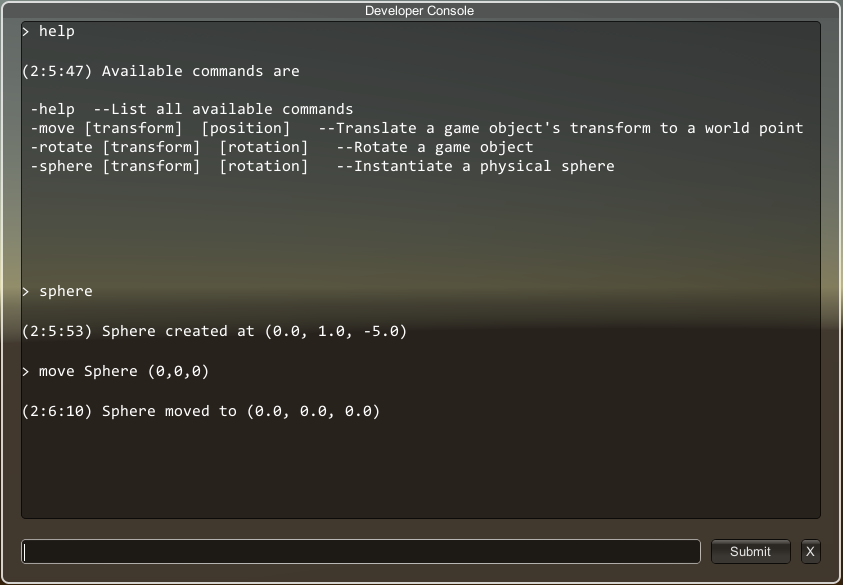 Developer Console
> help
(2:5:47) Available commands are
-help  --List all available commands
-move [transform]  [position]   --Translate a game object's transform to a world point
-rotate [transform]  [rotation]   --Rotate a game object
-sphere [transform]  [rotation]   --Instantiate a physical sphere
> sphere
(2:5:53) Sphere created at (0.0, 1.0, -5.0)
> move Sphere (0,0,0)
(2:6:10) Sphere moved to (0.0, 0.0, 0.0)
Submit X